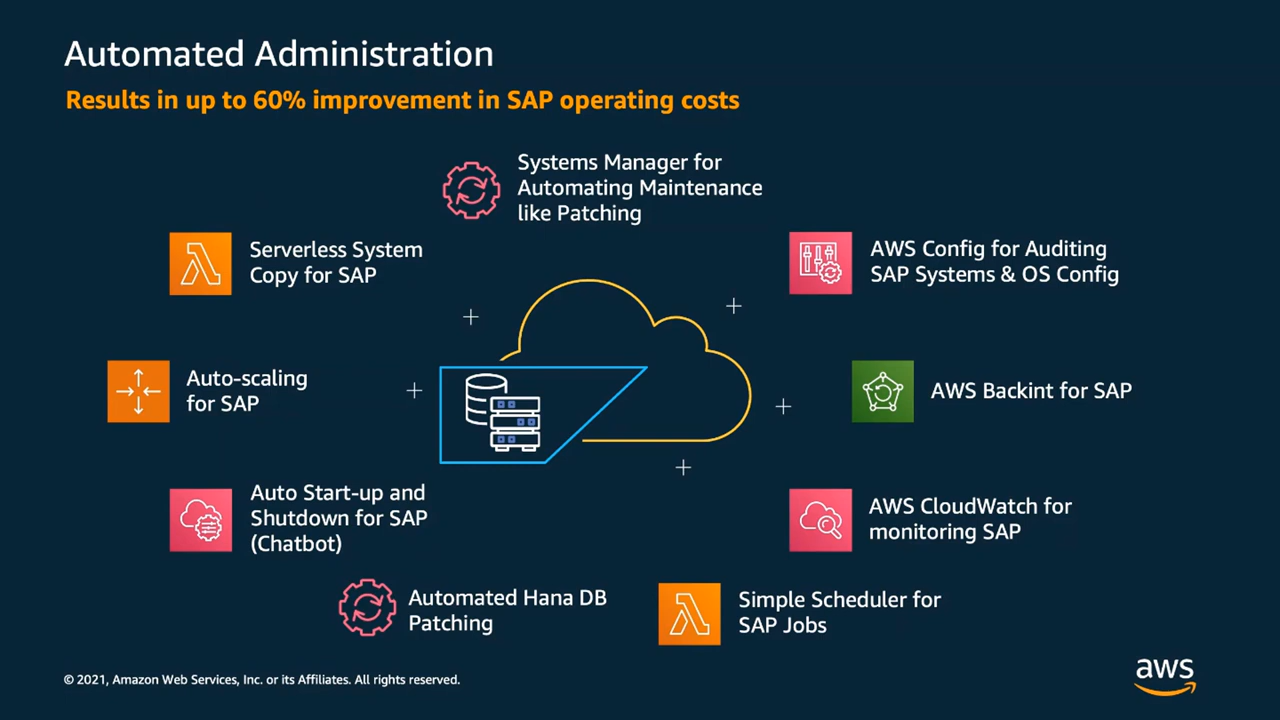 Automated Administration
Results in up to 60% improvement in SAP operating costs
Systems Manager for
Automating Maintenance
like Patching
Serverless System
Copy for SAP
AWS Config for Auditing
SAP Systems & OS Config
Auto-scaling
for SAP
AWS Backint for SAP
Auto Start-up and
Shutdown for SAP
(Chatbot)
AWS CloudWatch for
monitoring SAP
Automated Hana DB
Patching
Simple Scheduler for
SAP Jobs
© 2021, Amazon Web Services, Inc. or its Affiliates. All rights reserved.
aws